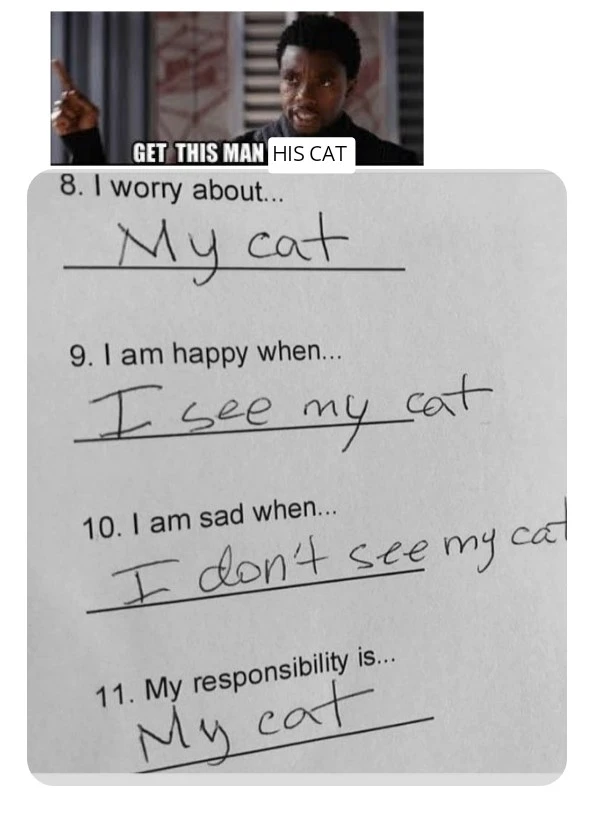 GET THIS MAN HIS CAT
8. I worry about...
My cat
9. I am happy when...
I see my cat
10. I am sad when...
I don't see my cat
11. My responsibility is...
My cat